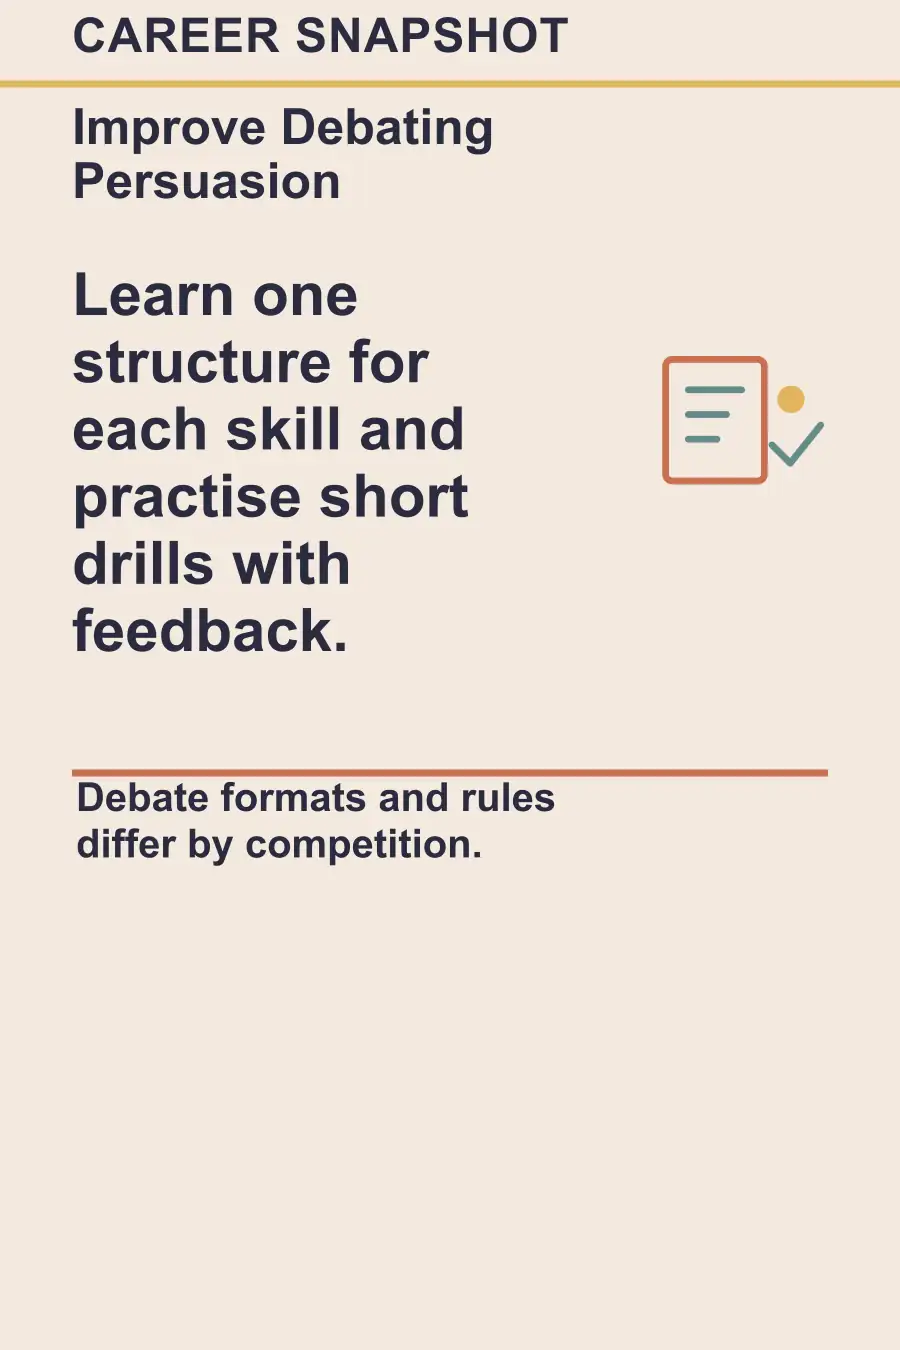 CAREER SNAPSHOT
Improve Debating
Persuasion
Learn one
structure for
each skill and
practise short
drills with
feedback.
Debate formats and rules
differ by competition.